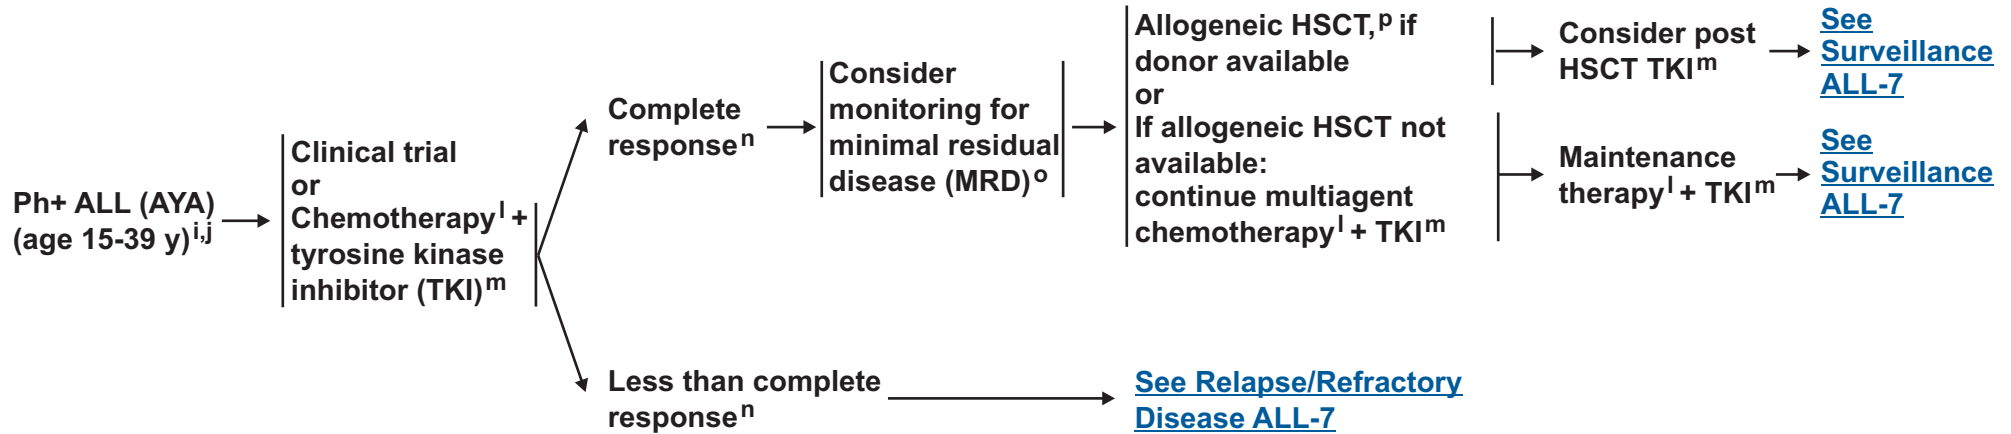 Ph+ ALL (AYA)
(age 15-39 y)i,j
Clinical trial
or
Chemotherapyl +
tyrosine kinase
inhibitor (TKI)m
Complete
responsen
Consider
monitoring for
minimal residual
disease (MRD)o
Allogeneic HSCT,p if
donor available
or
If allogeneic HSCT not
available:
continue multiagent
chemotherapyl + TKIm
Consider post
HSCT TKIm
See
Surveillance
ALL-7
Maintenance
therapyl + TKIm
See
Surveillance
ALL-7
Less than complete
responsen
See Relapse/Refractory
Disease ALL-7